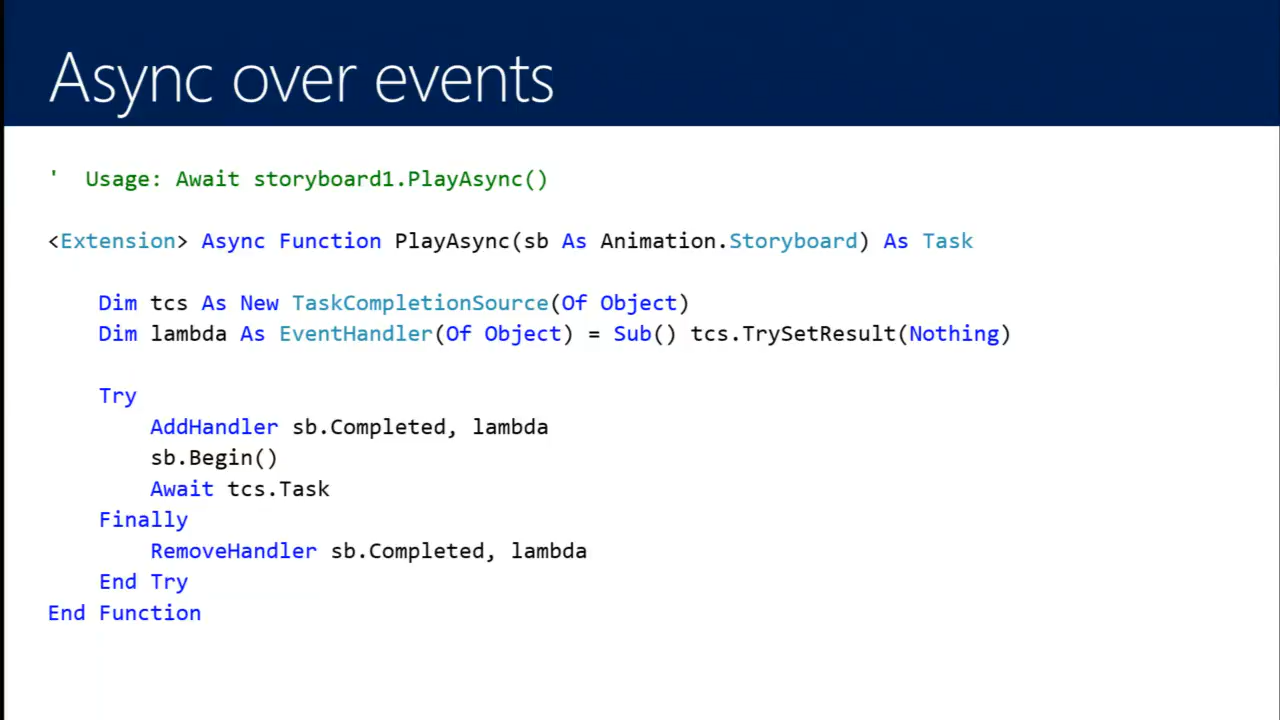 Async over events
' Usage: Await storyboard1.PlayAsync()
<Extension> Async Function PlayAsync(sb As Animation.Storyboard) As Task
Dim tcs As New TaskCompletionSource(Of Object)
Dim lambda As EventHandler(Of Object) = Sub() tcs.TrySetResult(Nothing)
Try
AddHandler sb.Completed, lambda
sb.Begin()
Await tcs.Task
Finally
RemoveHandler sb.Completed, lambda
End Try
End Function